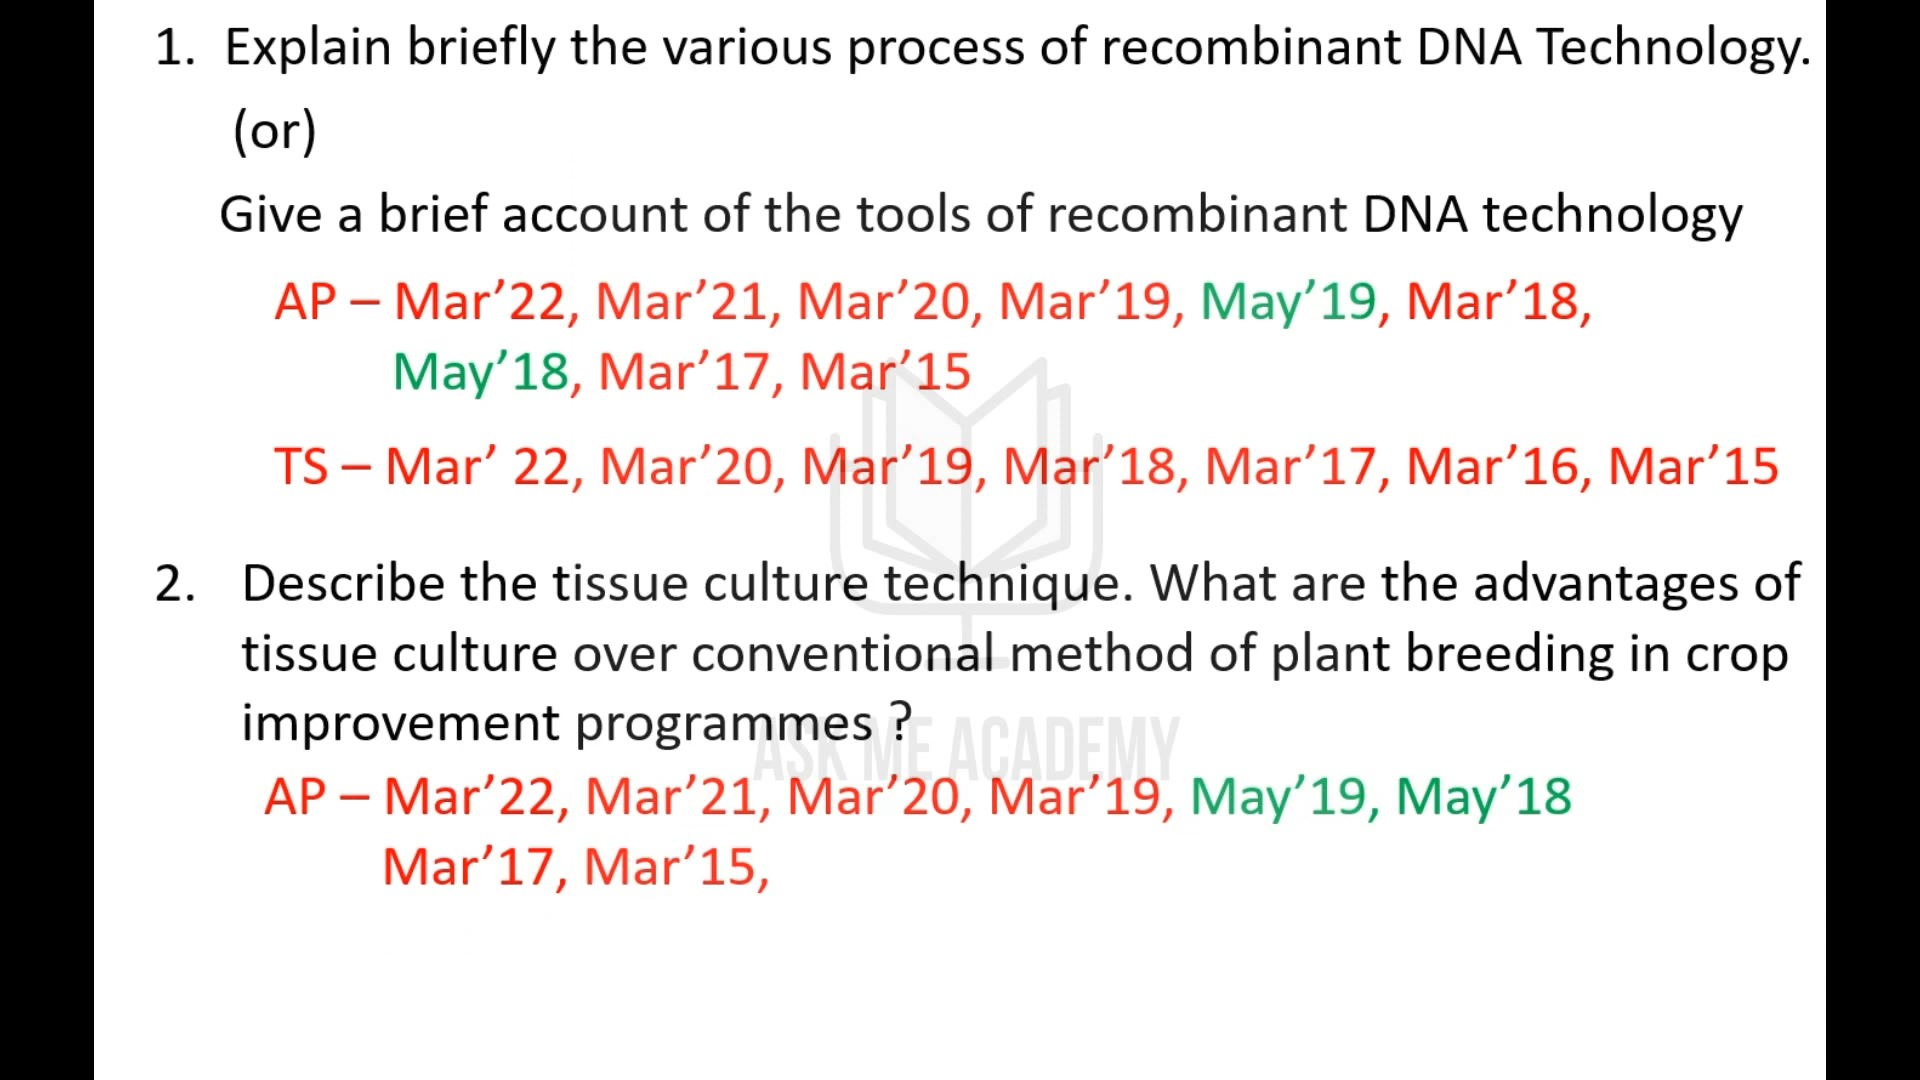 1. Explain briefly the various process of recombinant DNA Technology.
(or)
Give a brief account of the tools of recombinant DNA technology
AP – Mar’22, Mar’21, Mar’20, Mar’19, May’19, Mar’18,
May’18, Mar’17, Mar’15
TS – Mar’ 22, Mar’20, Mar’19, Mar’18, Mar’17, Mar’16, Mar’15
2. Describe the tissue culture technique. What are the advantages of
tissue culture over conventional method of plant breeding in crop
improvement programmes ?
ASK ME ACADEMY
AP – Mar’22, Mar’21, Mar’20, Mar’19, May’19, May’18
Mar’17, Mar’15,